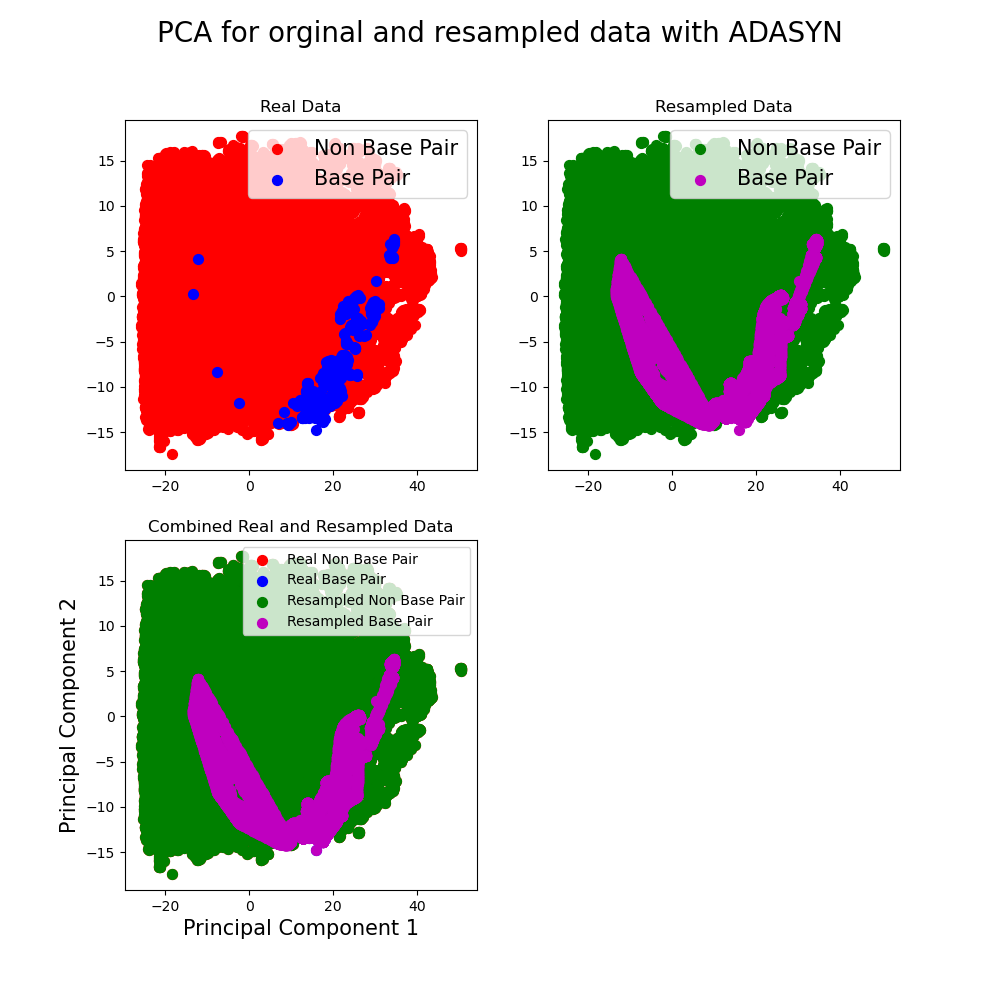 PCA for orginal and resampled data with ADASYN
Real Data
Non Base Pair
Base Pair
15
10
5
0
−5
−10
−15
−20 0 20 40
Resampled Data
Non Base Pair
Base Pair
15
10
5
0
−5
−10
−15
−20 0 20 40
Combined Real and Resampled Data
Real Non Base Pair
Real Base Pair
Resampled Non Base Pair
Resampled Base Pair
Principal Component 2
15
10
5
0
−5
−10
−15
−20 0 20 40
Principal Component 1